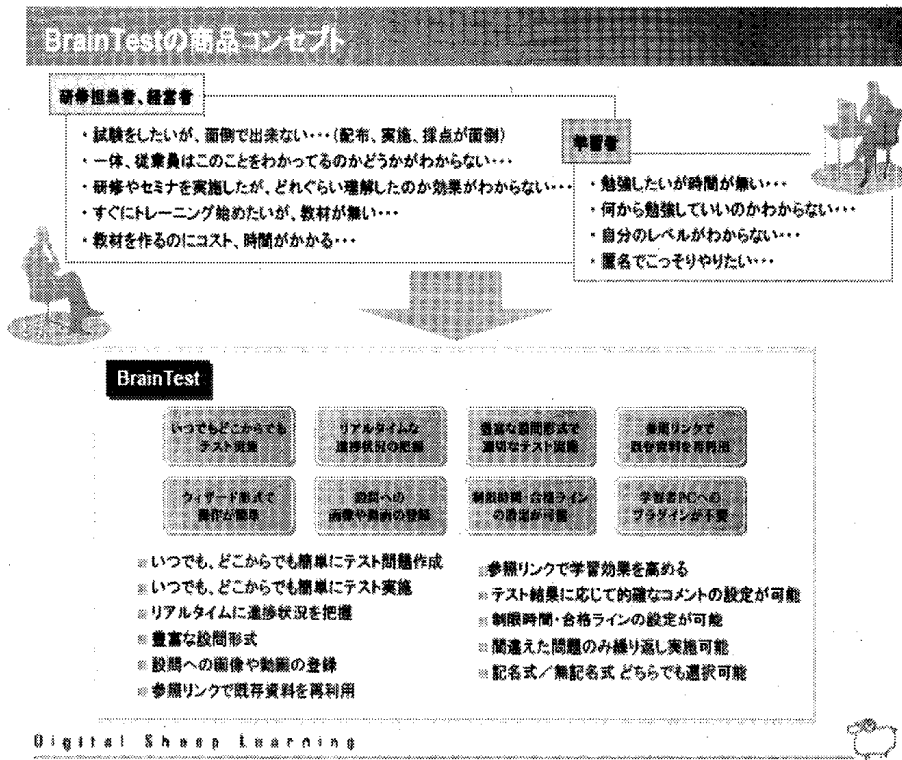 BrainTestの商品コンセプト
研修担当者、経営者
・試験をしたいが、面倒で出来ない・・・(配布、実施、採点が面倒)
・一体、従業員はこのことをわかってるのかどうかがわからない・・・
・研修やセミナを実施したが、どれぐらい理解したのか効果がわからない・・・
・すぐにトレーニング始めたいが、教材が無い・・・
・教材を作るのにコスト、時間がかかる・・・
学習者
・勉強したいが時間が無い・・・
・何から勉強していいのかわからない・・・
・自分のレベルがわからない・・・
・匿名でこっそりやりたい・・・
BrainTest
いつでもどこからでも
テスト実施
リアルタイムな
進捗状況の把握
豊富な設問形式で
適切なテスト実施
参照リンクで
既存資料を再利用
ウィザード形式で
操作が簡単
設問への
画像や動画の登録
制限時間・合格ライン
の設定が可能
学習者PCへの
プラグインが不要
いつでも、どこからでも簡単にテスト問題作成
いつでも、どこからでも簡単にテスト実施
リアルタイムに進捗状況を把握
豊富な設問形式
設問への画像や動画の登録
参照リンクで既存資料を再利用
参照リンクで学習効果を高める
テスト結果に応じて的確なコメントの設定が可能
制限時間・合格ラインの設定が可能
間違えた問題のみ繰り返し実施可能
記名式／無記名式 どちらでも選択可能
Digital Sheep Learning